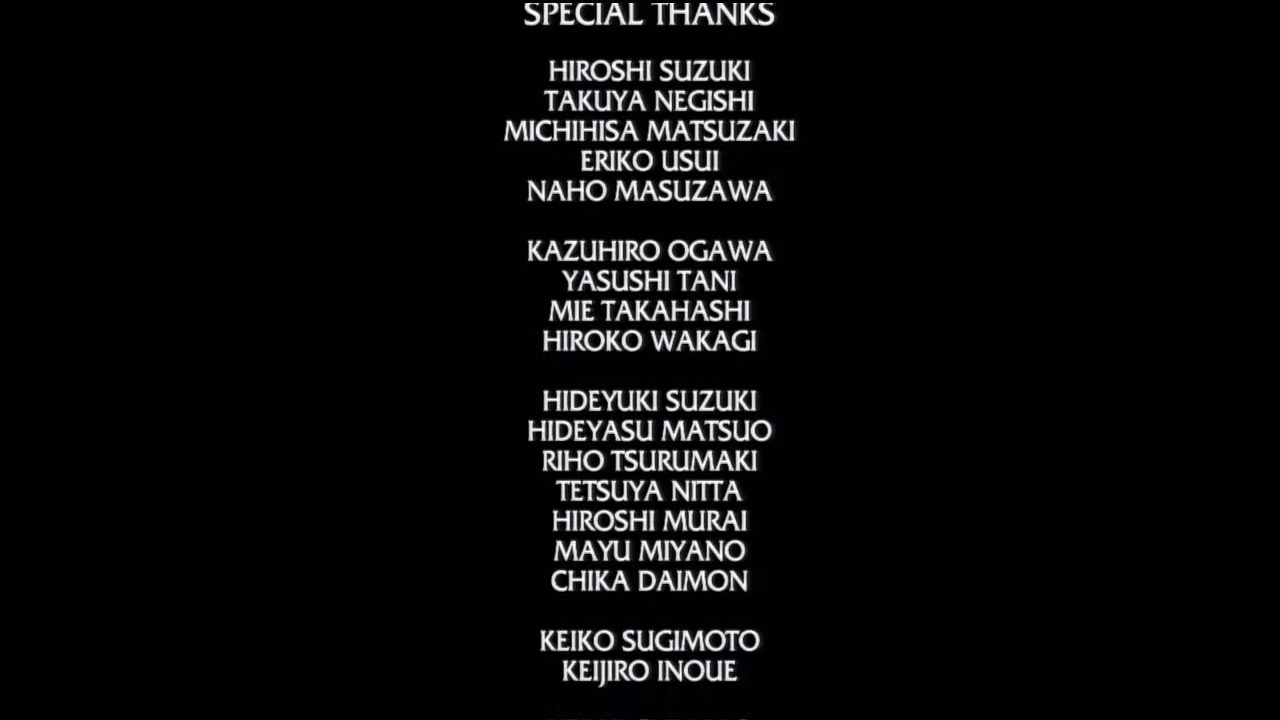 SPECIAL THANKS
HIROSHI SUZUKI
TAKUYA NEGISHI
MICHIHISA MATSUZAKI
ERIKO USUI
NAHO MASUZAWA
KAZUHIRO OGAWA
YASUSHI TANI
MIE TAKAHASHI
HIROKO WAKAGI
HIDEYUKI SUZUKI
HIDEYASU MATSUO
RIHO TSURUMAKI
TETSUYA NITTA
HIROSHI MURAI
MAYU MIYANO
CHIKA DAIMON
KEIKO SUGIMOTO
KEIJIRO INOUE